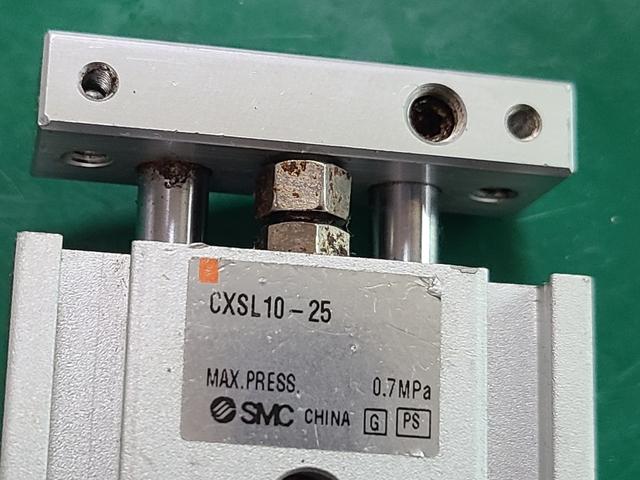 CXSL10-25
MAX.PRESS. 0.7MPa
SMC CHINA G PS